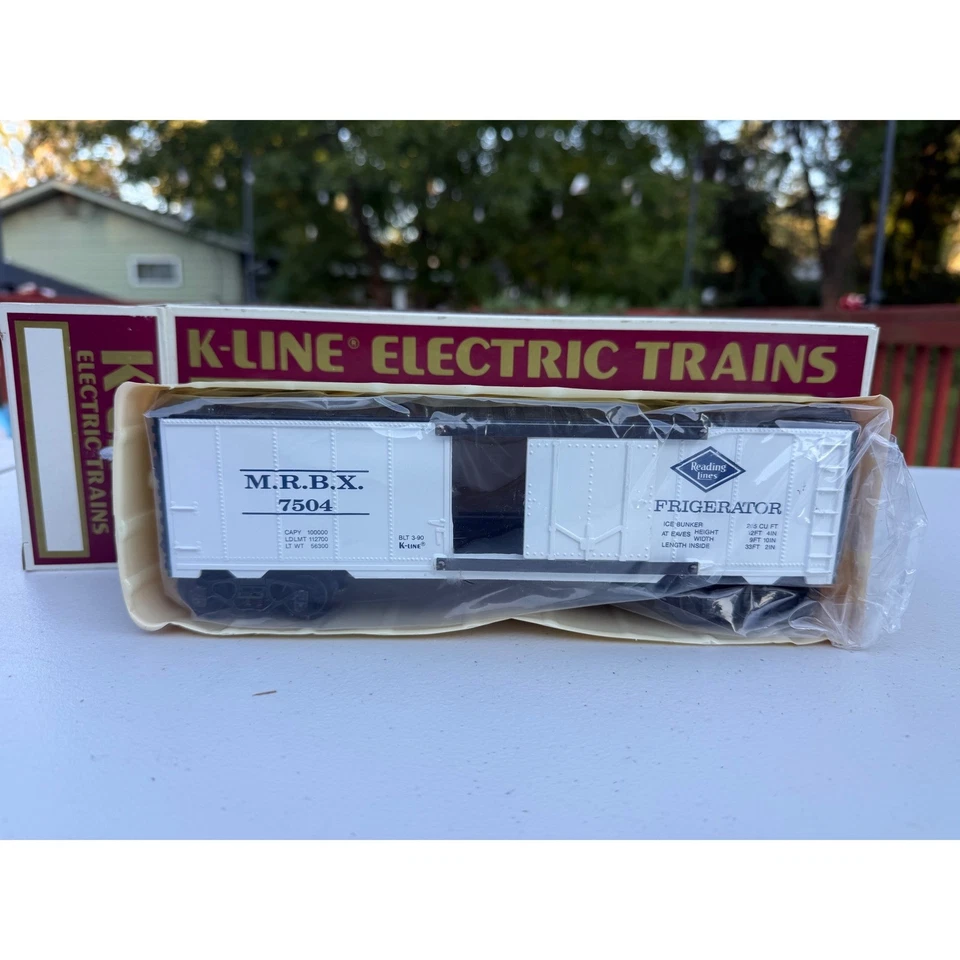 K-LINE® ELECTRIC TRAINS
ELECTRIC TRAINS
M.R.B.X.
7504
CAPY 100000
LD LMT 112700
LT WT 56300
BLT 3-90
K-LINE®
Reading
Lines
FRIGERATOR
ICE BUNKER CU FT
AT EAVES HEIGHT 12FT 4IN
WIDTH 9FT 10IN
LENGTH INSIDE 33FT 2IN